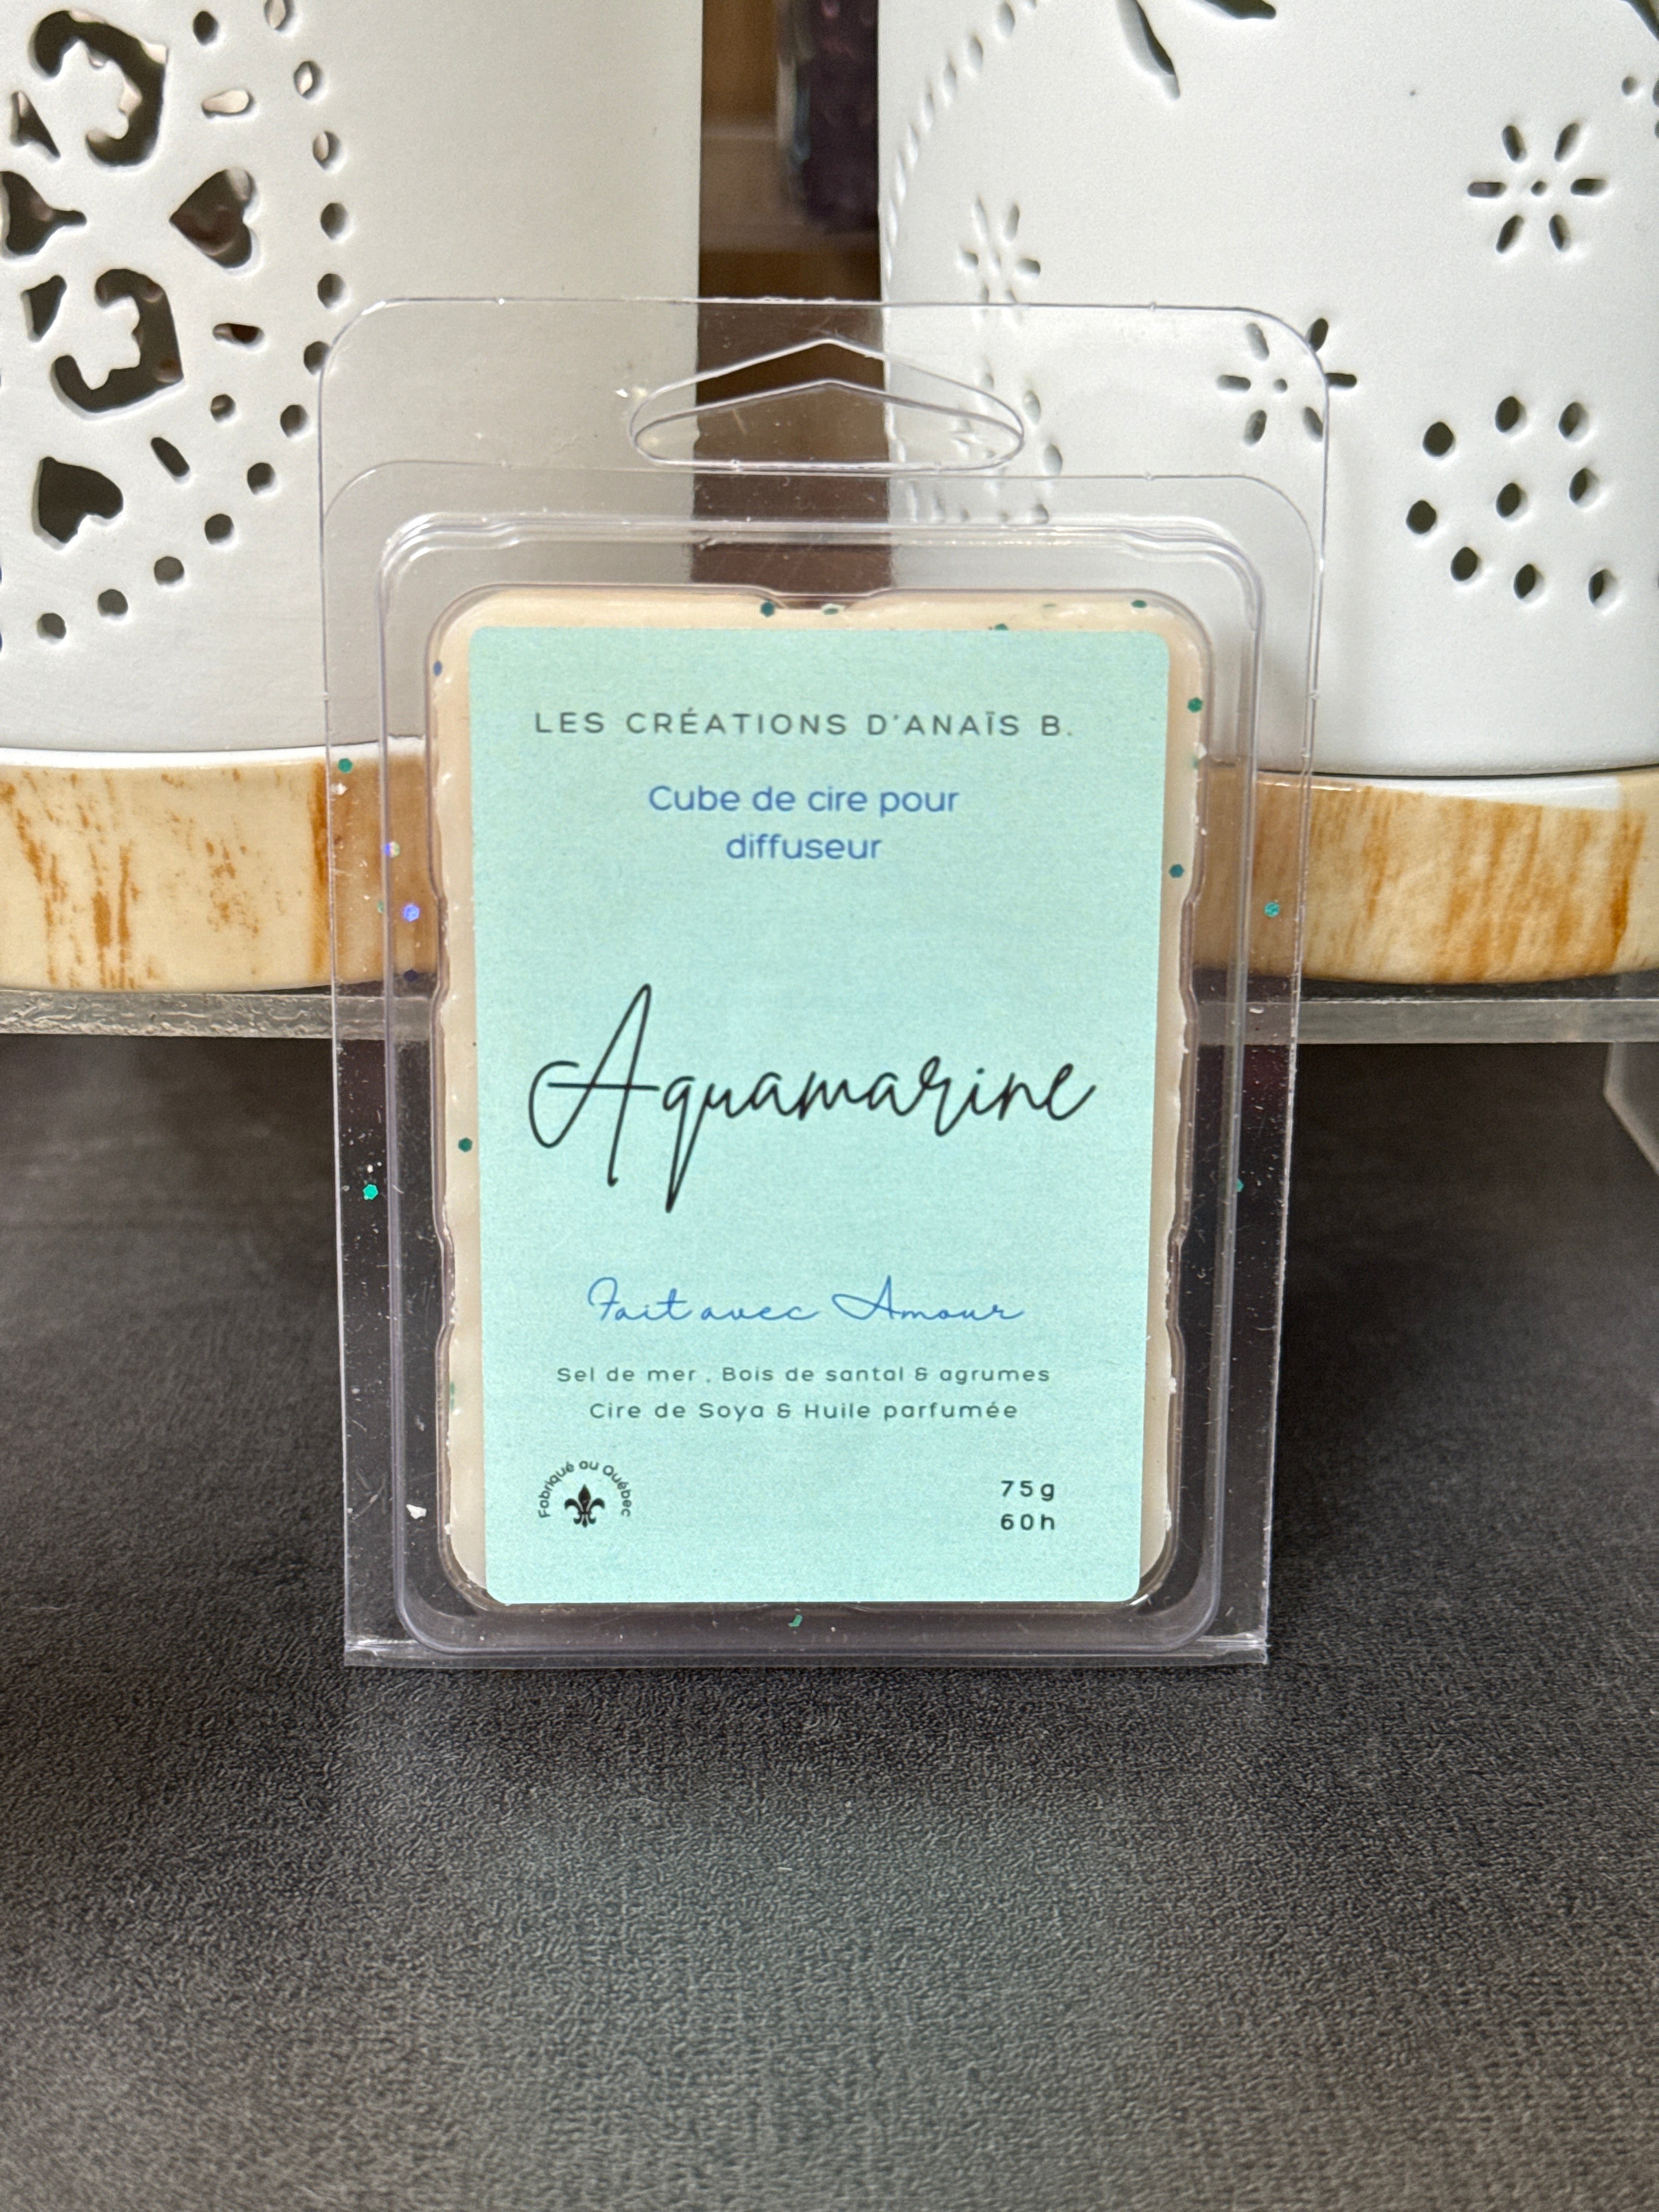 LES CRÉATIONS D'ANAÏS B.
Cube de cire pour
diffuseur
Aquamarine
Fait avec Amour
Sel de mer , Bois de santal & agrumes
Cire de Soya & Huile parfumée
Fabriqué au Québec
75g
60h